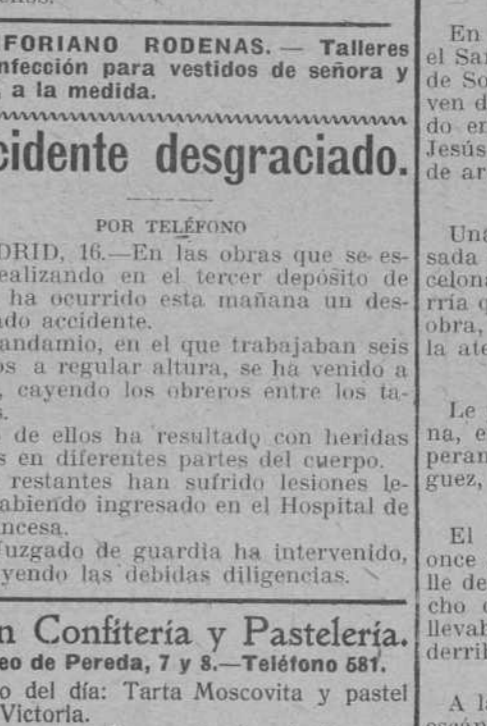 FORIANO RODENAS. — Talleres
nfección para vestidos de señora y
a la medida.
cidente desgraciado.
POR TELÉFONO
DRID, 16.—En las obras que se es-
ealizando en el tercer depósito de
ha ocurrido esta mañana un des-
ado accidente.
andamio, en el que trabajaban seis
os a regular altura, se ha venido a
, cayendo los obreros entre los ta-
s.
de ellos ha resultado con heridas
s en diferentes partes del cuerpo.
restantes han sufrido lesiones le-
abiendo ingresado en el Hospital de
ncesa.
Juzgado de guardia ha intervenido,
yendo las debidas diligencias.
n Confitería y Pastelería.
eo de Pereda, 7 y 8.—Teléfono 581.
o del día: Tarta Moscovita y pastel
Victoria.
En
el Sa
de So
ven d
do en
Jesús
de ar
Una
sada
celona
rría q
obra,
la ate
Le
na, e
peran
guez,
El
once
lle de
cho
llevab
derrib
A la